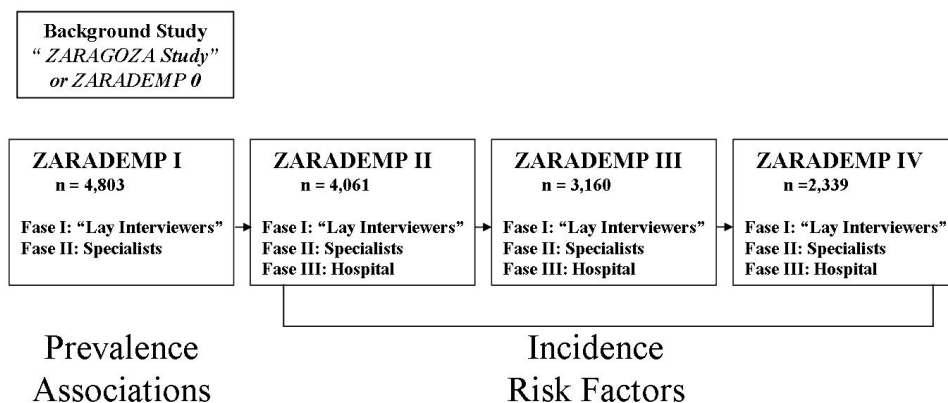 Background Study
“ ZARAGOZA Study”
or ZARADEMP 0
ZARADEMP I
n = 4,803
Fase I: “Lay Interviewers”
Fase II: Specialists
ZARADEMP II
n = 4,061
Fase I: “Lay Interviewers”
Fase II: Specialists
Fase III: Hospital
ZARADEMP III
n = 3,160
Fase I: “Lay Interviewers”
Fase II: Specialists
Fase III: Hospital
ZARADEMP IV
n =2,339
Fase I: “Lay Interviewers”
Fase II: Specialists
Fase III: Hospital
Prevalence
Associations
Incidence
Risk Factors